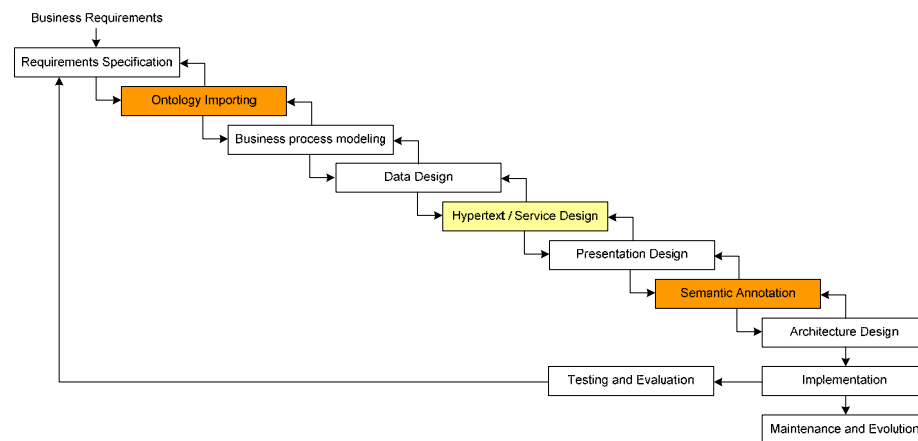 Business Requirements
Requirements Specification
Ontology Importing
Business process modeling
Data Design
Hypertext / Service Design
Presentation Design
Semantic Annotation
Architecture Design
Testing and Evaluation
Implementation
Maintenance and Evolution